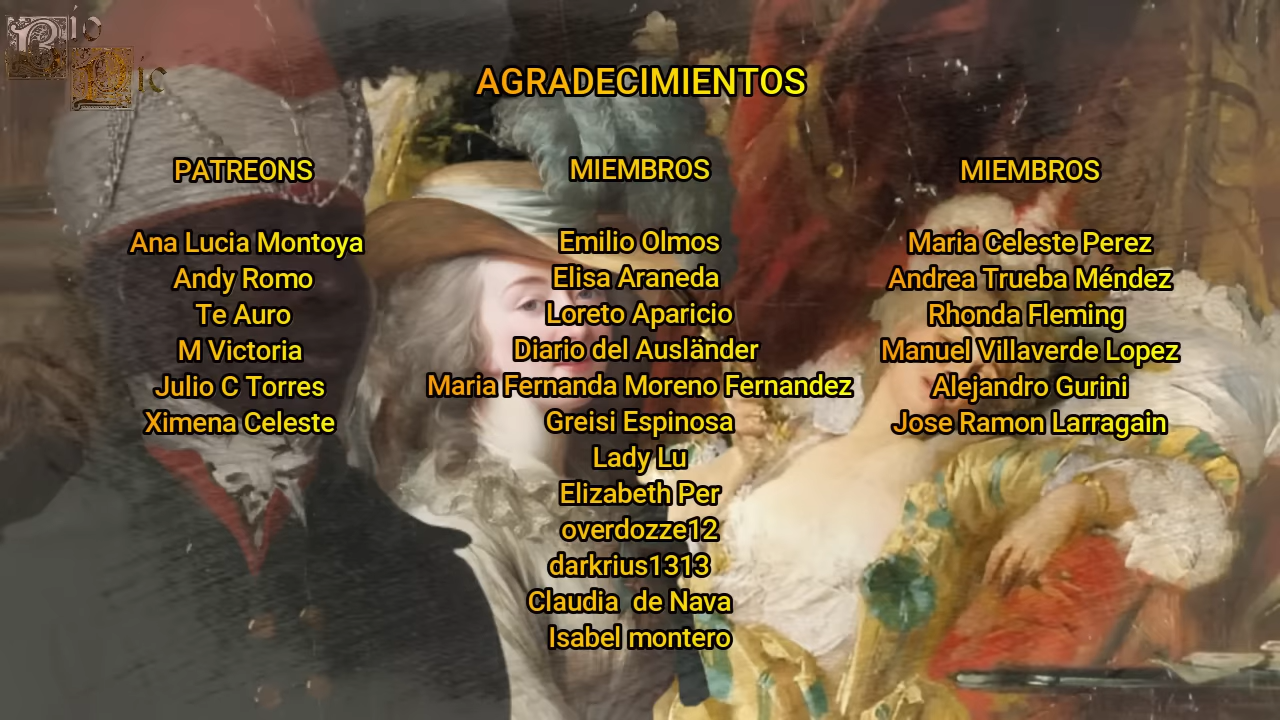 Bio
Pic
AGRADECIMIENTOS
PATREONS
Ana Lucia Montoya
Andy Romo
Te Auro
M Victoria
Julio C Torres
Ximena Celeste
MIEMBROS
Emilio Olmos
Elisa Araneda
Loreto Aparicio
Diario del Ausländer
Maria Fernanda Moreno Fernandez
Greisi Espinosa
Lady Lu
Elizabeth Per
overdozze12
darkrius1313
Claudia  de Nava
Isabel montero
MIEMBROS
Maria Celeste Perez
Andrea Trueba Méndez
Rhonda Fleming
Manuel Villaverde Lopez
Alejandro Gurini
Jose Ramon Larragain